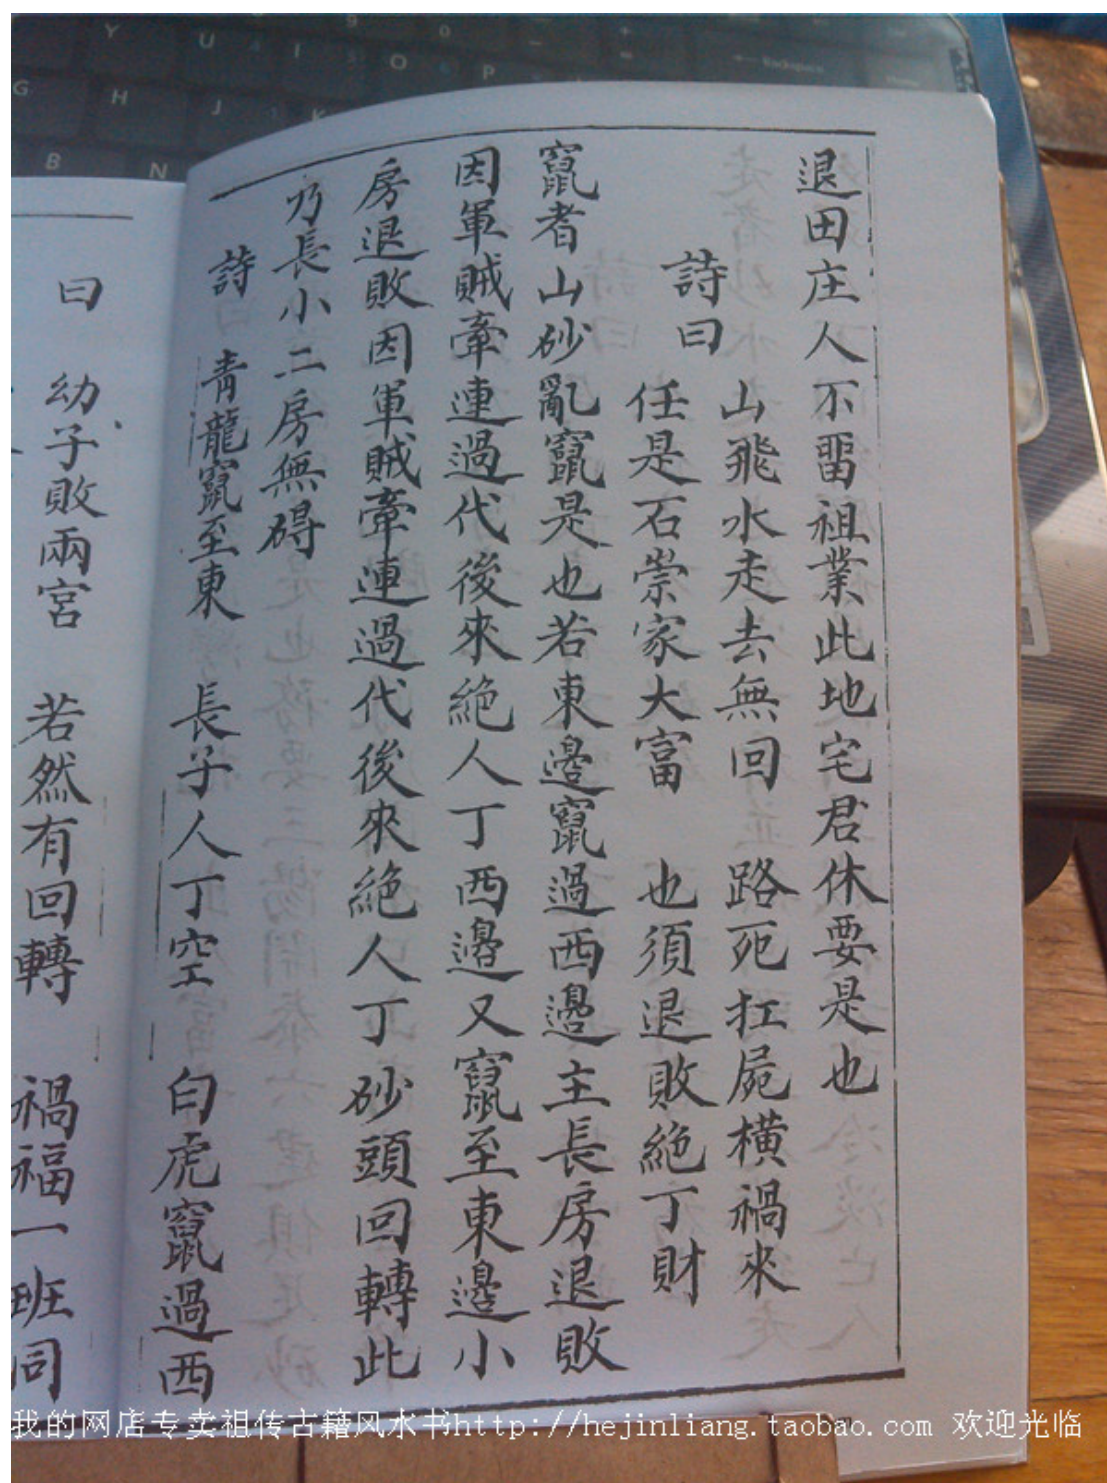 退田庄人不畱祖業此地宅君休要是也
詩曰
山飛水走去無回 路死扛屍橫禍來
任是石崇家大富 也須退敗絕丁財
竄者山砂亂竄是也若東邊竄過西邊主長房退敗
因軍賊牽連過代後來絕人丁西邊又竄至東邊小
房退敗因軍賊牽連過代後來絕人丁砂頭回轉此
乃長小二房無碍
詩 青龍竄至東 長子人丁空 白虎竄過西
曰 幼子敗兩宮 若然有回轉 禍福一班同
我的网店专卖祖传古籍风水书http://hejinliang.taobao.com 欢迎光临